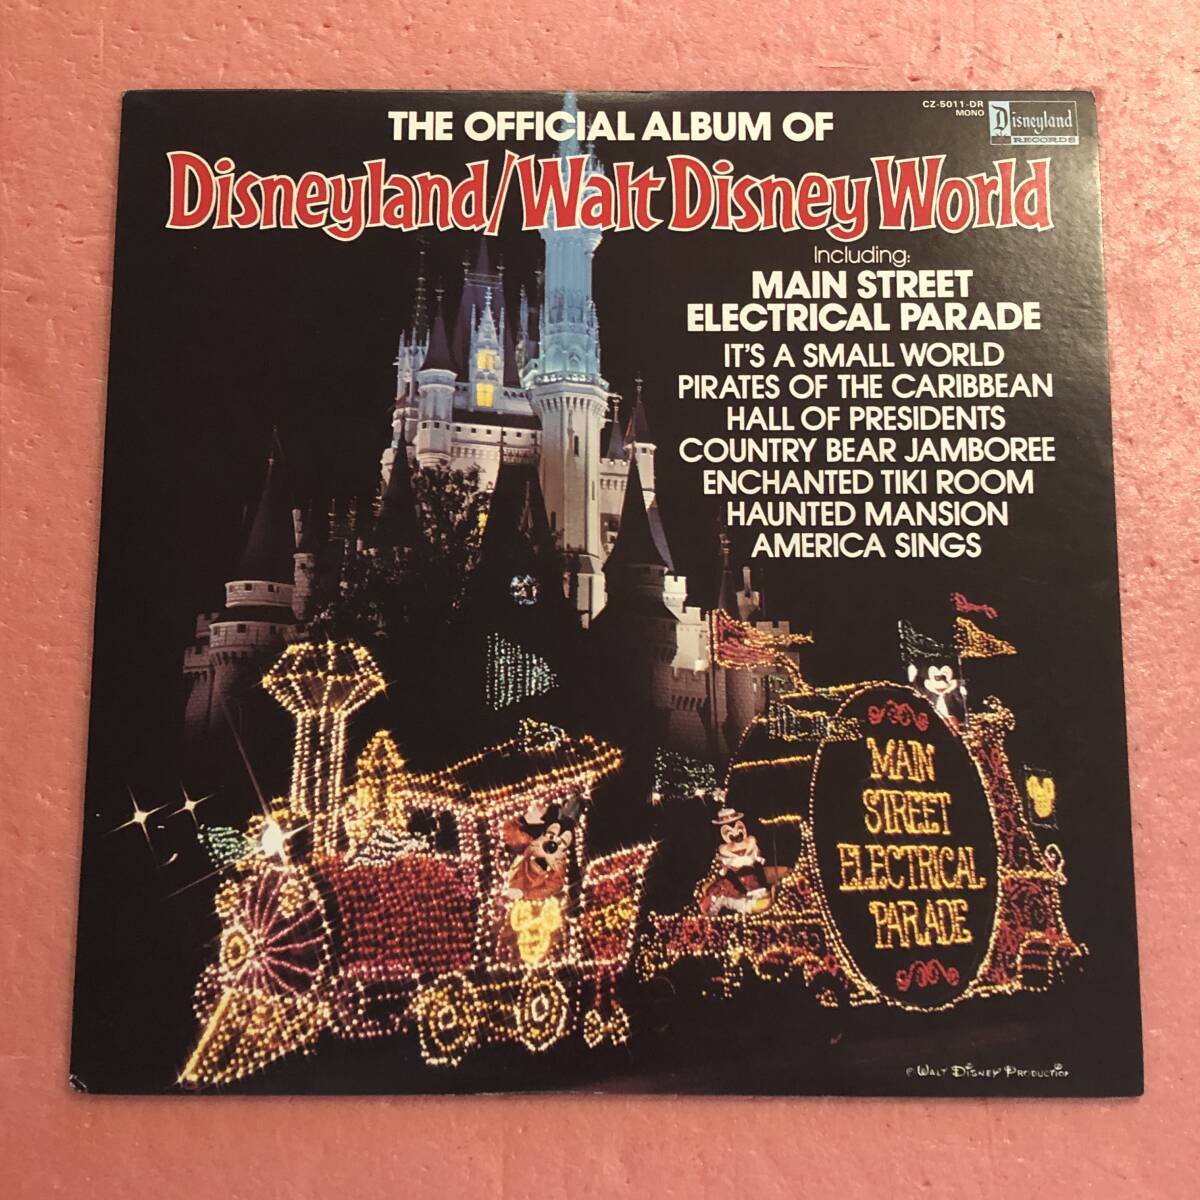 THE OFFICIAL ALBUM OF
CZ-5011-DR
MONO
Disneyland
RECORDS
Disneyland/Walt Disney World
Including:
MAIN STREET
ELECTRICAL PARADE
IT'S A SMALL WORLD
PIRATES OF THE CARIBBEAN
HALL OF PRESIDENTS
COUNTRY BEAR JAMBOREE
ENCHANTED TIKI ROOM
HAUNTED MANSION
AMERICA SINGS
MAIN
STREET
ELECTRICAL
PARADE
© WALT DISNEY PRODUCTION